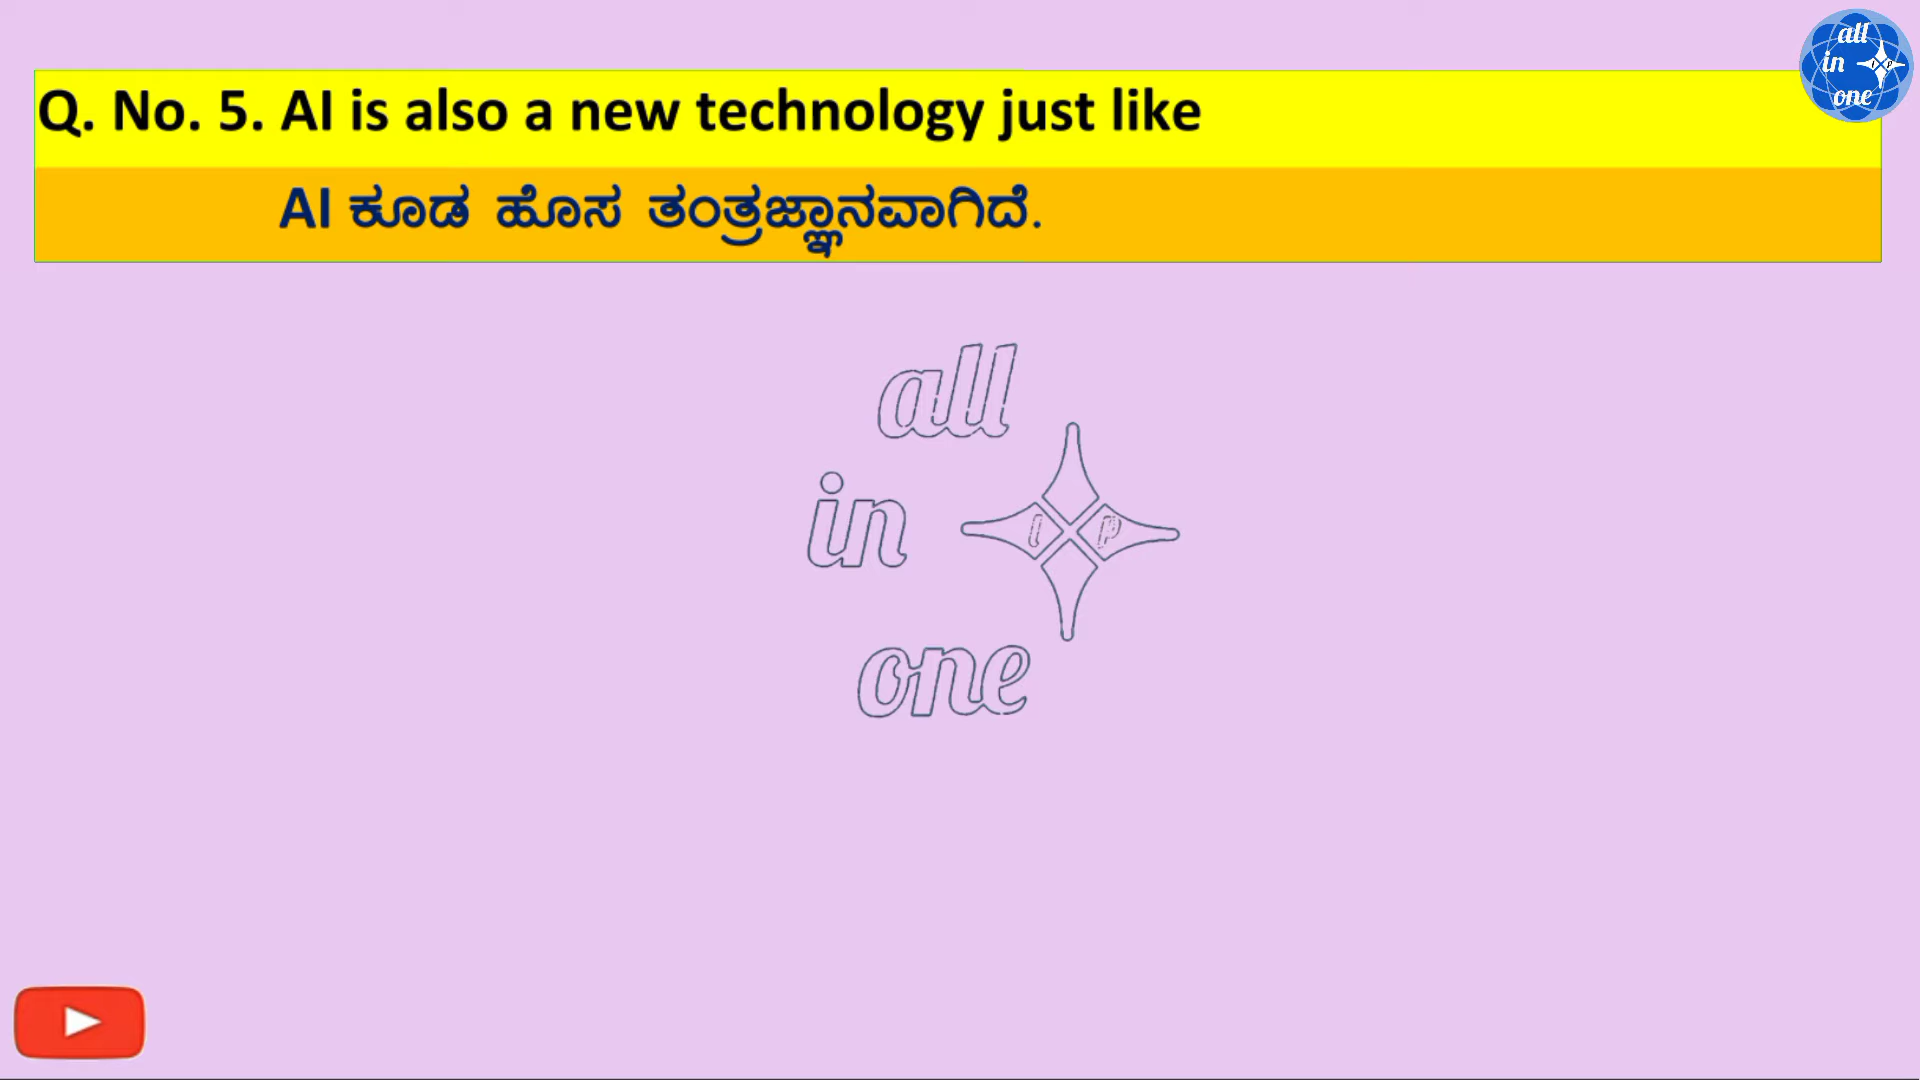 all
in I P
one
Q. No. 5. AI is also a new technology just like
AI ಕೂಡ ಹೊಸ ತಂತ್ರಜ್ಞಾನವಾಗಿದೆ.
all
in
I P
one